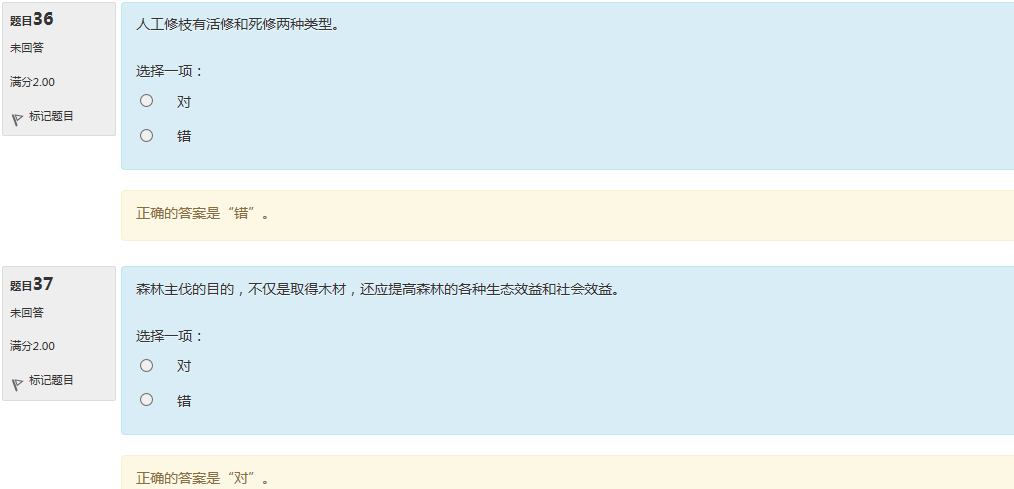 题目36
未回答
满分2.00
标记题目
人工修枝有活修和死修两种类型。
选择一项：
对
错
正确的答案是“错”。
题目37
未回答
满分2.00
标记题目
森林主伐的目的，不仅是取得木材，还应提高森林的各种生态效益和社会效益。
选择一项：
对
错
正确的答案是“对”。